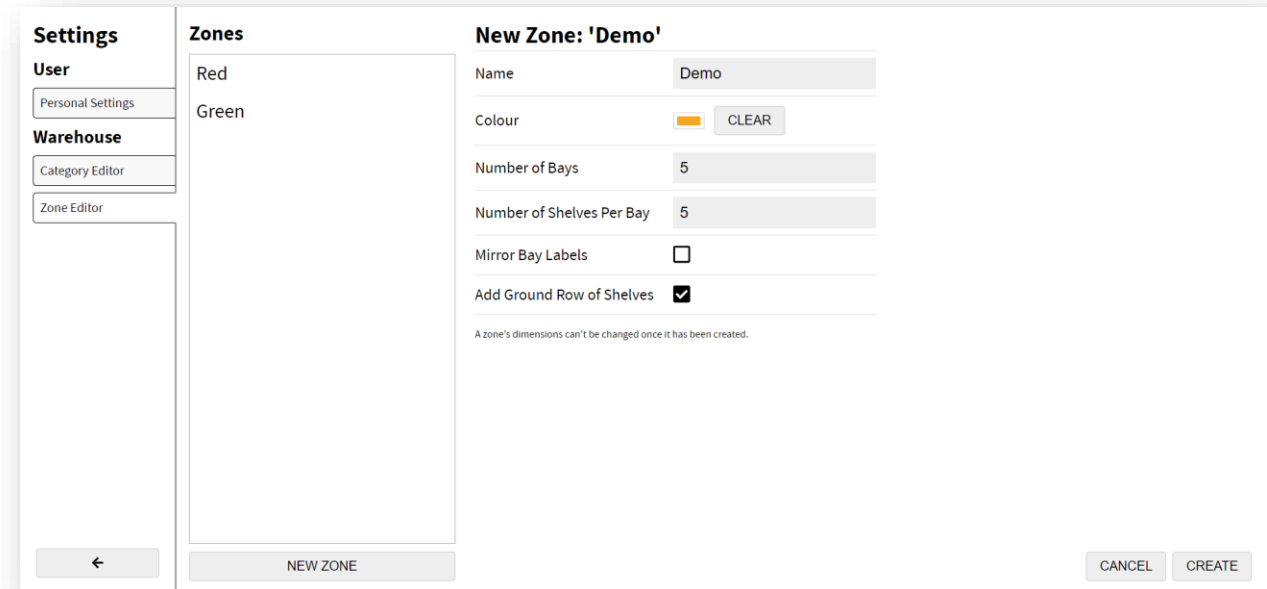 Settings
User
Personal Settings
Warehouse
Category Editor
Zone Editor
Zones
Red
Green
NEW ZONE
New Zone: 'Demo'
Name Demo
Colour CLEAR
Number of Bays 5
Number of Shelves Per Bay 5
Mirror Bay Labels
Add Ground Row of Shelves
A zone's dimensions can't be changed once it has been created.
CANCEL CREATE